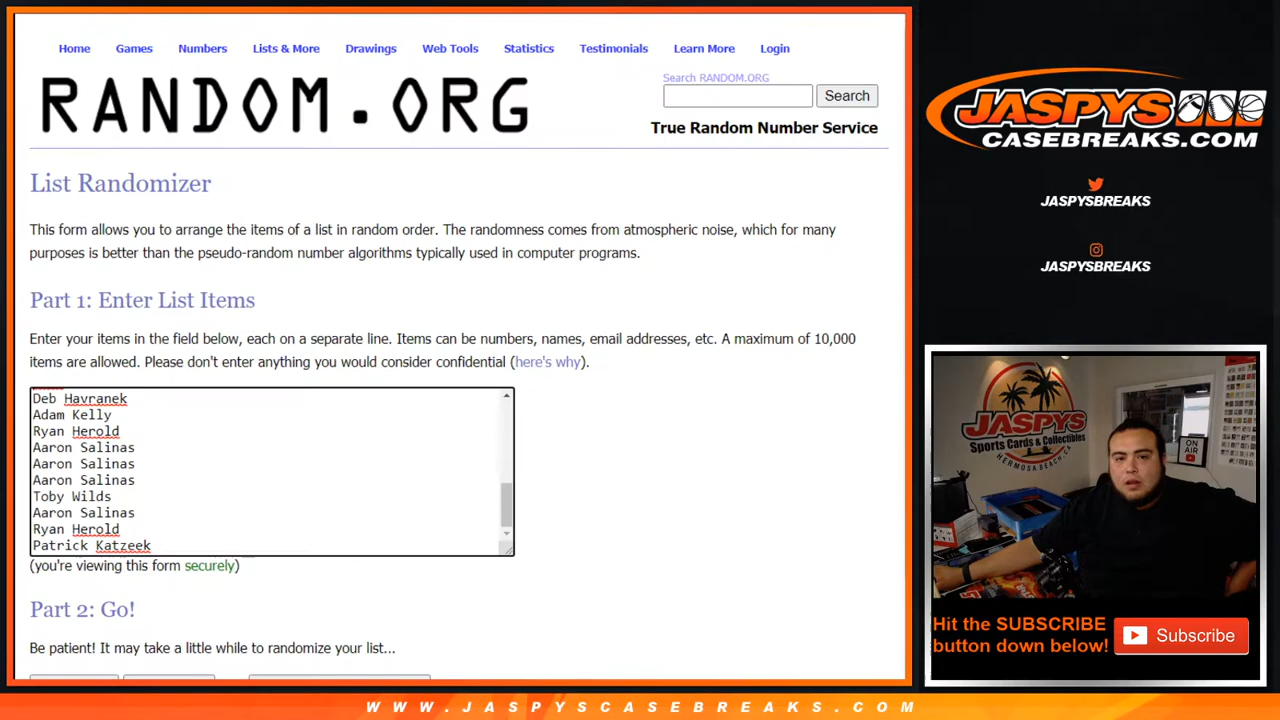 Home Games Numbers Lists & More Drawings Web Tools Statistics Testimonials Learn More Login
RANDOM.ORG
Search RANDOM.ORG
Search
True Random Number Service
List Randomizer
This form allows you to arrange the items of a list in random order. The randomness comes from atmospheric noise, which for many
purposes is better than the pseudo-random number algorithms typically used in computer programs.
Part 1: Enter List Items
Enter your items in the field below, each on a separate line. Items can be numbers, names, email addresses, etc. A maximum of 10,000
items are allowed. Please don't enter anything you would consider confidential (here's why).
Deb Havranek
Adam Kelly
Ryan Herold
Aaron Salinas
Aaron Salinas
Aaron Salinas
Toby Wilds
Aaron Salinas
Ryan Herold
Patrick Katzeek
(you're viewing this form securely)
Part 2: Go!
Be patient! It may take a little while to randomize your list...
JASPYS
CASEBREAKS.COM
JASPYSBREAKS
JASPYSBREAKS
JASPYS
Sports Cards & Collectibles
HERMOSA BEACH, CA
ON
AIR
Hit the SUBSCRIBE
button down below!
Subscribe
WWW.JASPYSCASEBREAKS.COM